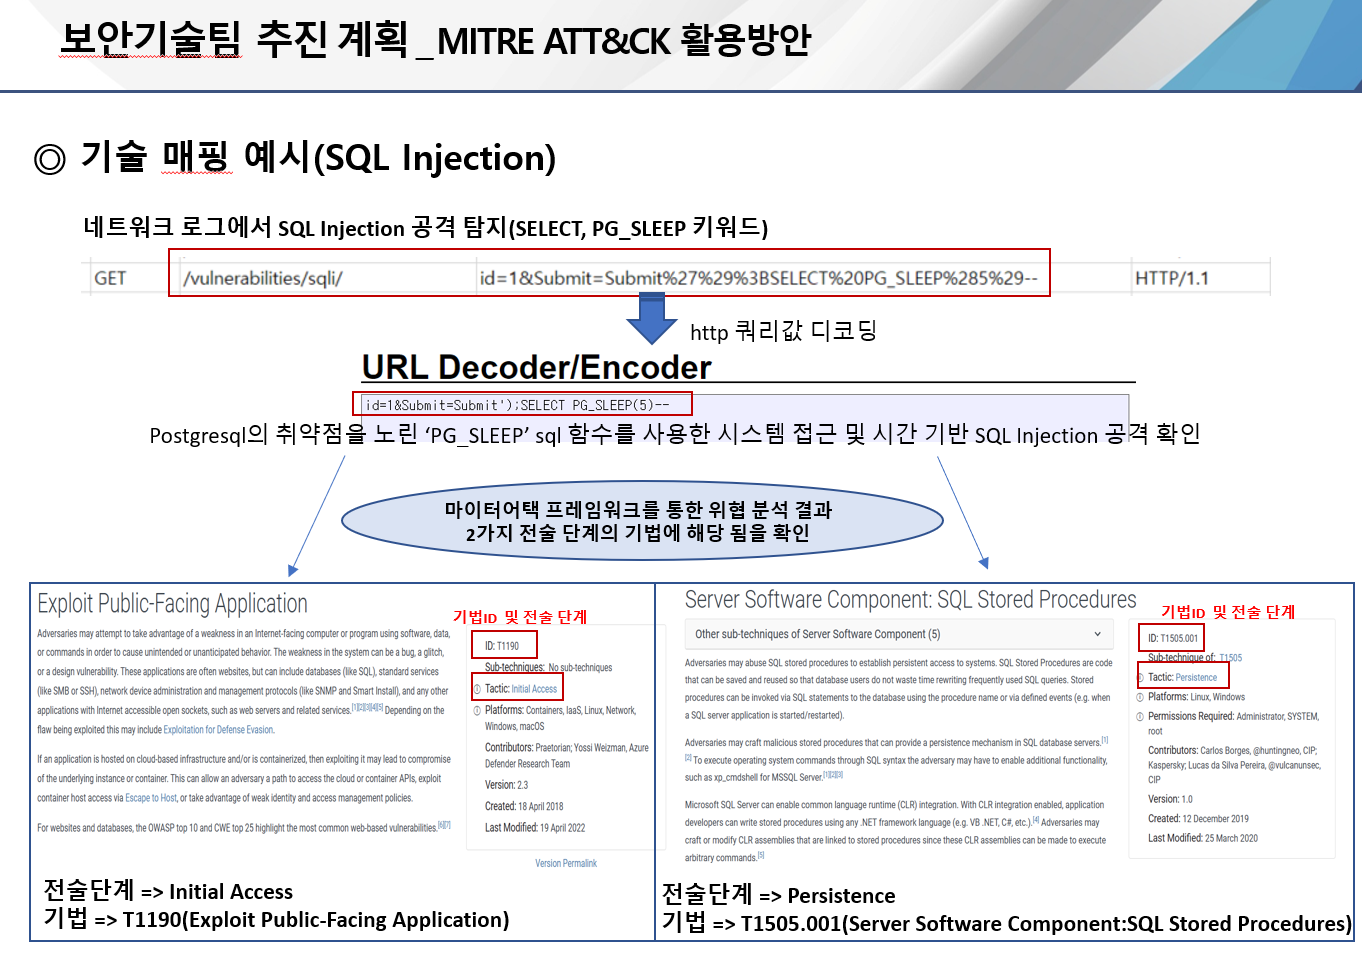 보안기술팀 추진 계획 _MITRE ATT&CK 활용방안
◎ 기술 매핑 예시(SQL Injection)
네트워크 로그에서 SQL Injection 공격 탐지(SELECT, PG_SLEEP 키워드)
GET /vulnerabilities/sqli/ id=1&Submit=Submit%27%29%3BSELECT%20PG_SLEEP%285%29-- HTTP/1.1
http 쿼리값 디코딩
URL Decoder/Encoder
id=1&Submit=Submit');SELECT PG_SLEEP(5)--
Postgresql의 취약점을 노린 ‘PG_SLEEP’ sql 함수를 사용한 시스템 접근 및 시간 기반 SQL Injection 공격 확인
마이터어택 프레임워크를 통한 위협 분석 결과
2가지 전술 단계의 기법에 해당 됨을 확인
Exploit Public-Facing Application
Adversaries may attempt to take advantage of a weakness in an Internet-facing computer or program using software, data,
or commands in order to cause unintended or unanticipated behavior. The weakness in the system can be a bug, a glitch,
or a design vulnerability. These applications are often websites, but can include databases (like SQL), standard services
(like SMB or SSH), network device administration and management protocols (like SNMP and Smart Install), and any other
applications with Internet accessible open sockets, such as web servers and related services.[1][2][3][4][5] Depending on the
flaw being exploited this may include Exploitation for Defense Evasion.
If an application is hosted on cloud-based infrastructure and/or is containerized, then exploiting it may lead to compromise
of the underlying instance or container. This can allow an adversary a path to access the cloud or container APIs, exploit
container host access via Escape to Host, or take advantage of weak identity and access management policies.
For websites and databases, the OWASP top 10 and CWE top 25 highlight the most common web-based vulnerabilities.[6][7]
기법ID 및 전술 단계
ID: T1190
Sub-techniques: No sub-techniques
Tactic: Initial Access
Platforms: Containers, IaaS, Linux, Network,
Windows, macOS
Contributors: Praetorian; Yossi Weizman, Azure
Defender Research Team
Version: 2.3
Created: 18 April 2018
Last Modified: 19 April 2022
Version Permalink
전술단계 => Initial Access
기법 => T1190(Exploit Public-Facing Application)
Server Software Component: SQL Stored Procedures
Other sub-techniques of Server Software Component (5)
Adversaries may abuse SQL stored procedures to establish persistent access to systems. SQL Stored Procedures are code
that can be saved and reused so that database users do not waste time rewriting frequently used SQL queries. Stored
procedures can be invoked via SQL statements to the database using the procedure name or via defined events (e.g. when
a SQL server application is started/restarted).
Adversaries may craft malicious stored procedures that can provide a persistence mechanism in SQL database servers.[1]
[2] To execute operating system commands through SQL syntax the adversary may have to enable additional functionality,
such as xp_cmdshell for MSSQL Server.[1][2][3]
Microsoft SQL Server can enable common language runtime (CLR) integration. With CLR integration enabled, application
developers can write stored procedures using any .NET framework language (e.g. VB .NET, C#, etc.).[4] Adversaries may
craft or modify CLR assemblies that are linked to stored procedures since these CLR assemblies can be made to execute
arbitrary commands.[5]
기법ID 및 전술 단계
ID: T1505.001
Sub-technique of: T1505
Tactic: Persistence
Platforms: Linux, Windows
Permissions Required: Administrator, SYSTEM,
root
Contributors: Carlos Borges, @huntingneo, CIP;
Kaspersky; Lucas da Silva Pereira, @vulcanunsec,
CIP
Version: 1.0
Created: 12 December 2019
Last Modified: 25 March 2020
전술단계 => Persistence
기법 => T1505.001(Server Software Component:SQL Stored Procedures)